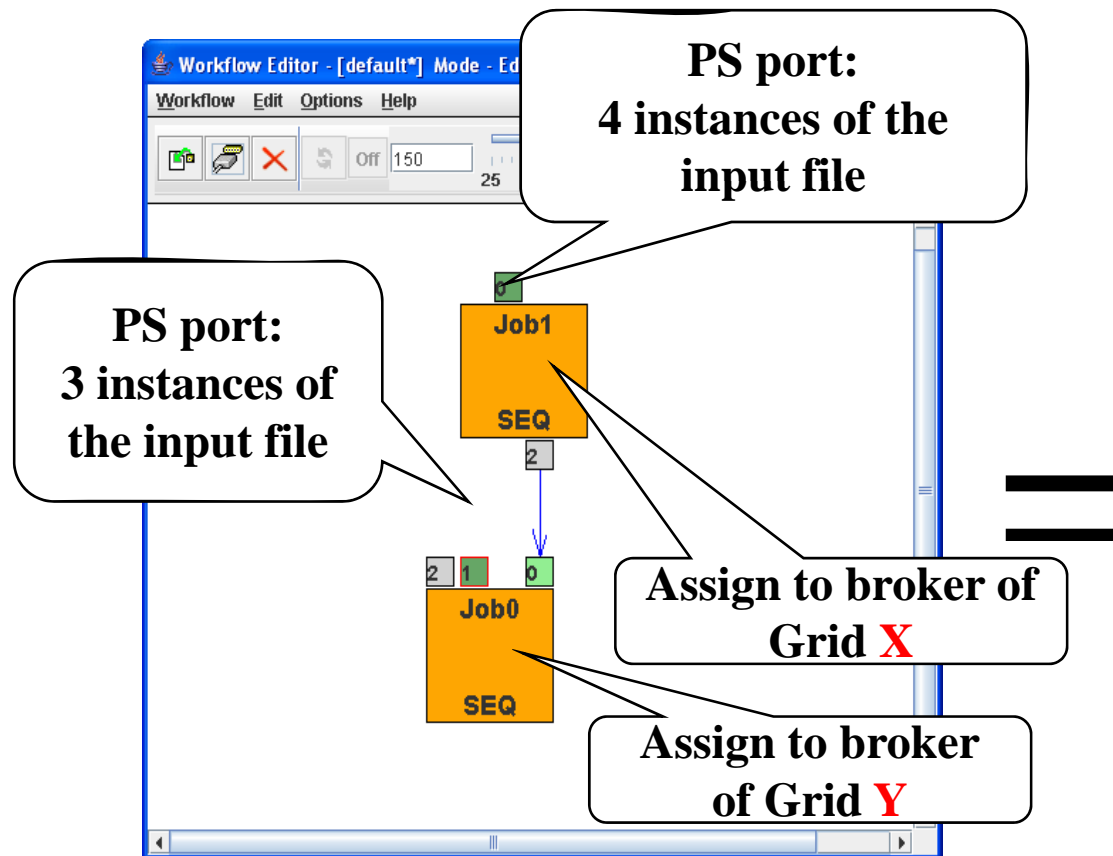 Workflow Editor - [default*] Mode - Ed
Workflow Edit Options Help
Off 150
25
PS port:
4 instances of the
input file
PS port:
3 instances of
the input file
0
Job1
SEQ
2
2 1 0
Job0
SEQ
Assign to broker of
Grid X
Assign to broker
of Grid Y